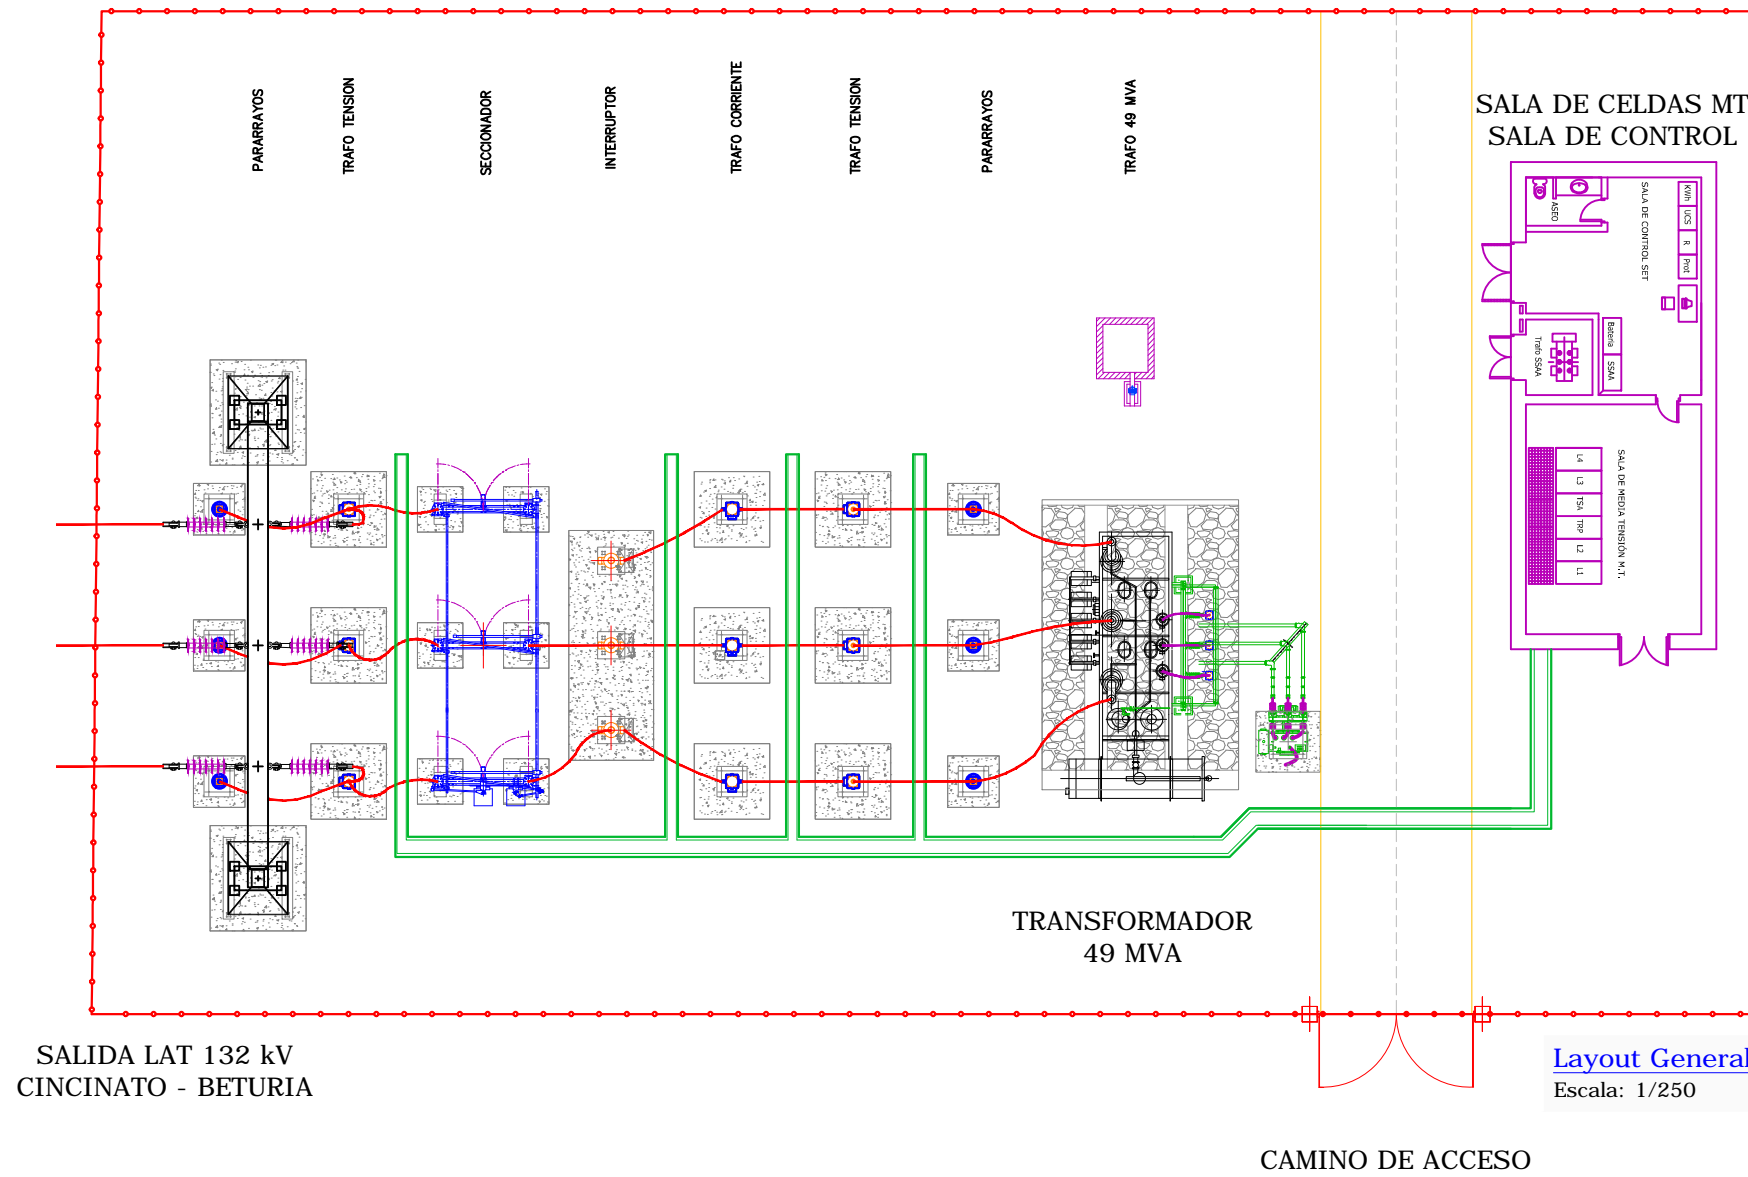 PARARRAYOS
TRAFO TENSION
SECCIONADOR
INTERRUPTOR
TRAFO CORRIENTE
TRAFO TENSION
PARARRAYOS
TRAFO 49 MVA
SALA DE CELDAS MT
SALA DE CONTROL
ASEO
SALA DE CONTROL SET
KWh
UCS
R
Prot
Trafo SSAA
Bateria
SSAA
SALA DE MEDIA TENSIÓN M.T.
L4
L3
TSA
TRP
L2
L1
TRANSFORMADOR
49 MVA
SALIDA LAT 132 kV
CINCINATO - BETURIA
Layout General
Escala: 1/250
CAMINO DE ACCESO